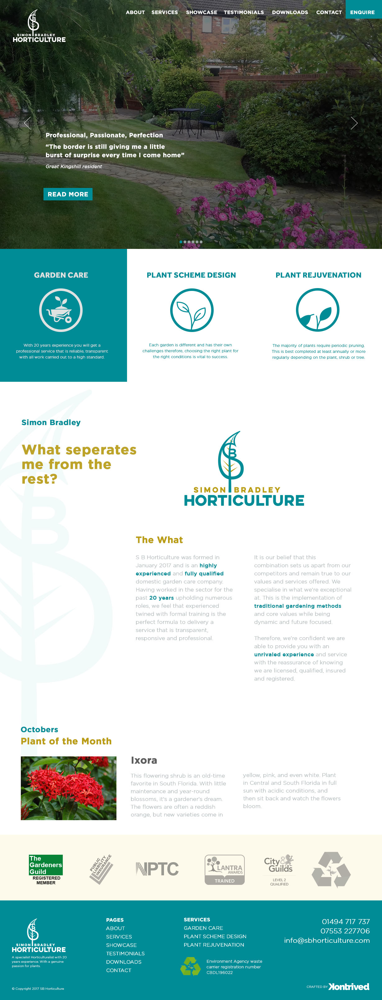 ABOUT SERVICES SHOWCASE TESTIMONIALS DOWNLOADS CONTACT ENQUIRE
SB
SIMON BRADLEY
HORTICULTURE
Professional, Passionate, Perfection
“The border is still giving me a little
burst of surprise every time I come home”
Great Kingshill resident
READ MORE
GARDEN CARE
With 20 years experience you will get a
professional service that is reliable, transparent
with all work carried out to a high standard.
PLANT SCHEME DESIGN
Each garden is different and has their own
challenges therefore, choosing the right plant for
the right conditions is vital to success.
PLANT REJUVENATION
The majority of plants require periodic pruning.
This is best completed at least annually or more
regularly depending on the plant, shrub or tree.
Simon Bradley
What seperates
me from the
rest?
SB
SIMON BRADLEY
HORTICULTURE
The What
S B Horticulture was formed in
January 2017 and is an highly
experienced and fully qualified
domestic garden care company.
Having worked in the sector for the
past 20 years upholding numerous
roles, we feel that experienced
twined with formal training is the
perfect formula to delivery a
service that is transparent,
responsive and professional.
It is our belief that this
combination sets us apart from our
competitors and remain true to our
values and services offered. We
specialise in what we're exceptional
at. This is the implementation of
traditional gardening methods
and core values while being
dynamic and future focused.
Therefore, we're confident we are
able to provide you with an
unrivaled experience and service
with the reassurance of knowing
we are licensed, qualified, insured
and registered.
Octobers
Plant of the Month
Ixora
This flowering shrub is an old-time
favorite in South Florida. With little
maintenance and year-round
blossoms, it's a gardener's dream.
The flowers are often a reddish
orange, but new varieties come in
yellow, pink, and even white. Plant
in Central and South Florida in full
sun with acidic conditions, and
then sit back and watch the flowers
bloom.
The
Gardeners
Guild
REGISTERED
MEMBER
PUBLIC
LIABILITY
INSURANCE
NPTC
LANTRA
AWARDS
TRAINED
City &
Guilds
LEVEL 2
QUALIFIED
SB
SIMON BRADLEY
HORTICULTURE
A specialist Horticulturalist with 20
years experience. With a genuine
passion for plants.
© Copyright 2017 SB Horticulture
PAGES
ABOUT
SERVICES
SHOWCASE
TESTIMONIALS
DOWNLOADS
CONTACT
SERVICES
GARDEN CARE
PLANT SCHEME DESIGN
PLANT REJUVENATION
Environment Agency waste
carrier registration number
CBDL196022
01494 717 737
07553 227706
info@sbhorticulture.com
CRAFTED BY Kontrived